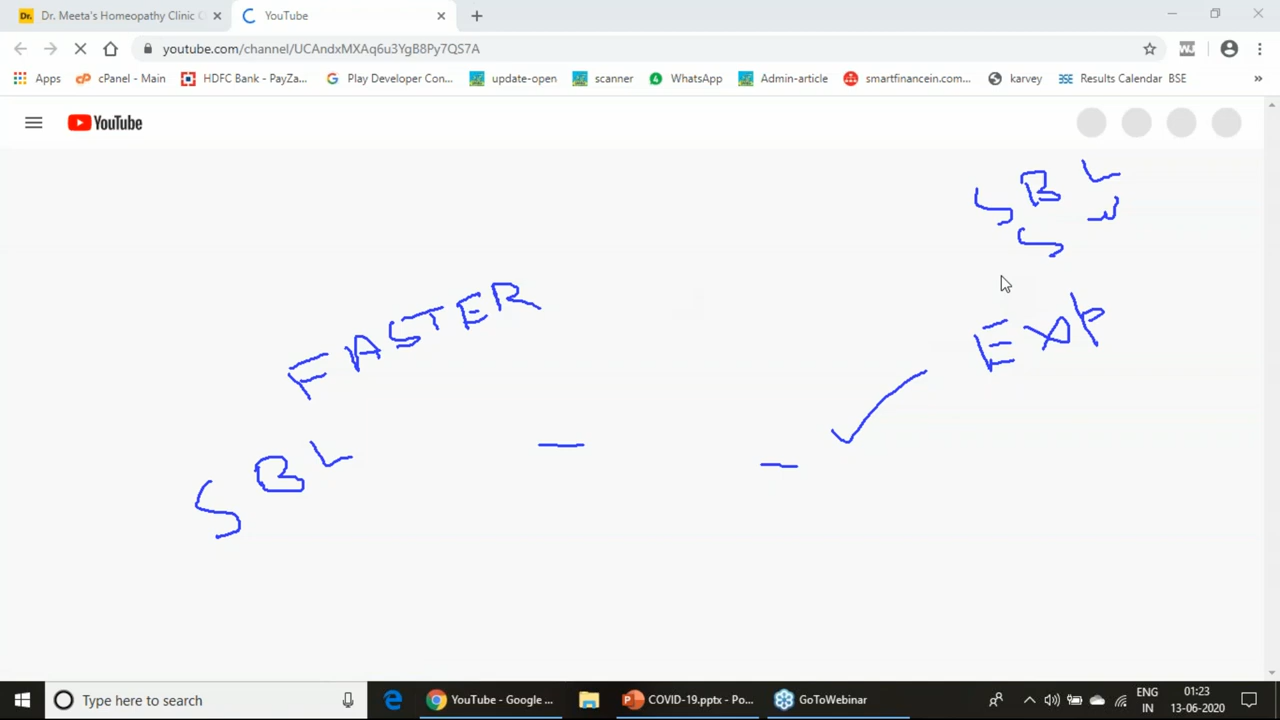 Dr. Meeta's Homeopathy Clinic C
YouTube
youtube.com/channel/UCAndxMXAq6u3YgB8Py7QS7A
Apps cPanel - Main HDFC Bank - PayZa... Play Developer Con... update-open scanner WhatsApp Admin-article smartfinancein.com... karvey Results Calendar BSE
YouTube
S B L
S
Exp
FASTER
S B L
Type here to search
YouTube - Google ...
COVID-19.pptx - Po...
GoToWebinar
ENG
IN
01:23
13-06-2020